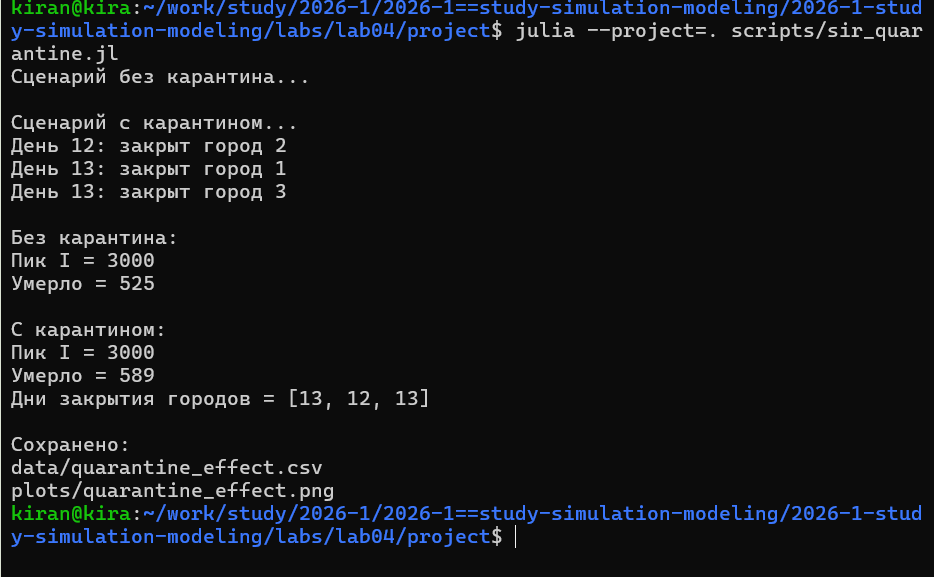 kiran@kira:~/work/study/2026-1/2026-1==study-simulation-modeling/2026-1-stud
y-simulation-modeling/labs/lab04/project$ julia --project=. scripts/sir_quar
antine.jl
Сценарий без карантина...
Сценарий с карантином...
День 12: закрыт город 2
День 13: закрыт город 1
День 13: закрыт город 3
Без карантина:
Пик I = 3000
Умерло = 525
С карантином:
Пик I = 3000
Умерло = 589
Дни закрытия городов = [13, 12, 13]
Сохранено:
data/quarantine_effect.csv
plots/quarantine_effect.png
kiran@kira:~/work/study/2026-1/2026-1==study-simulation-modeling/2026-1-stud
y-simulation-modeling/labs/lab04/project$